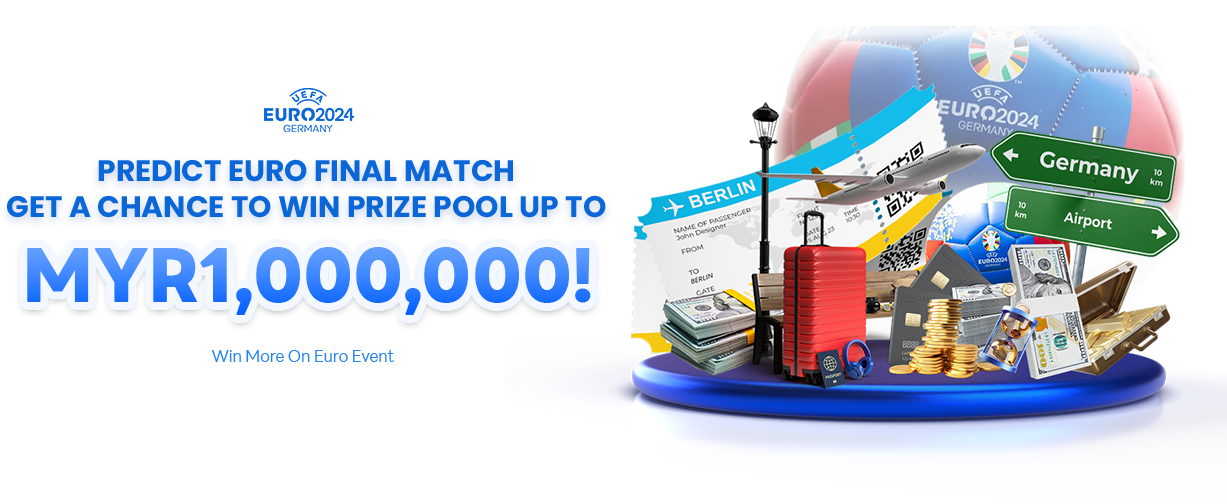 UEFA
EURO2024
GERMANY
PREDICT EURO FINAL MATCH
GET A CHANCE TO WIN PRIZE POOL UP TO
MYR1,000,000!
Win More On Euro Event
UEFA
EURO2024
GERMANY
BERLIN
NAME OF PASSENGER
John Designer
FROM
TO
BERLIN
GATE
TIME
10:30
Germany
10
km
10
km
Airport
EURO2024
PASSPORT